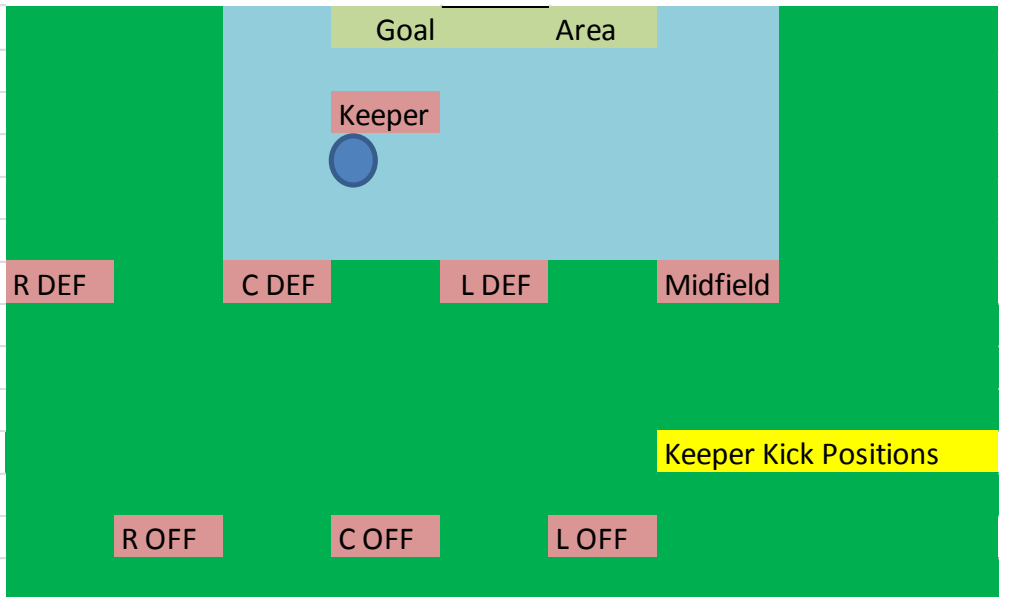 Goal Area
Keeper
R DEF C DEF L DEF Midfield
Keeper Kick Positions
R OFF C OFF L OFF